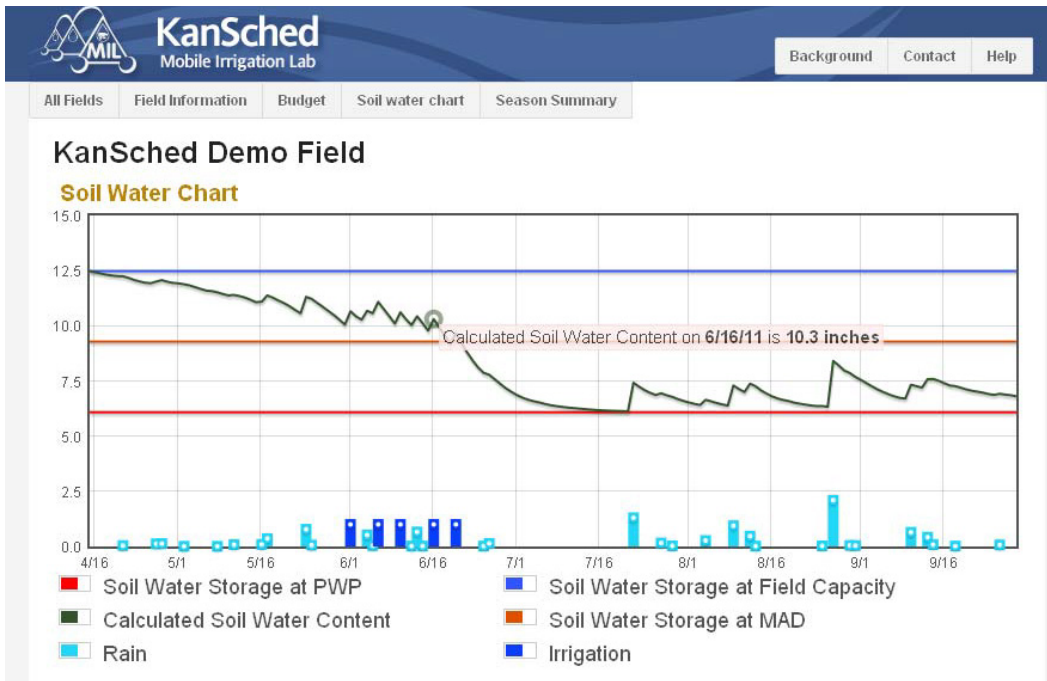 MIL
KanSched
Mobile Irrigation Lab
Background Contact Help
All Fields Field Information Budget Soil water chart Season Summary
KanSched Demo Field
Soil Water Chart
15.0
12.5
10.0
Calculated Soil Water Content on 6/16/11 is 10.3 inches
7.5
5.0
2.5
0.0
4/16 5/1 5/16 6/1 6/16 7/1 7/16 8/1 8/16 9/1 9/16
Soil Water Storage at PWP Soil Water Storage at Field Capacity
Calculated Soil Water Content Soil Water Storage at MAD
Rain Irrigation